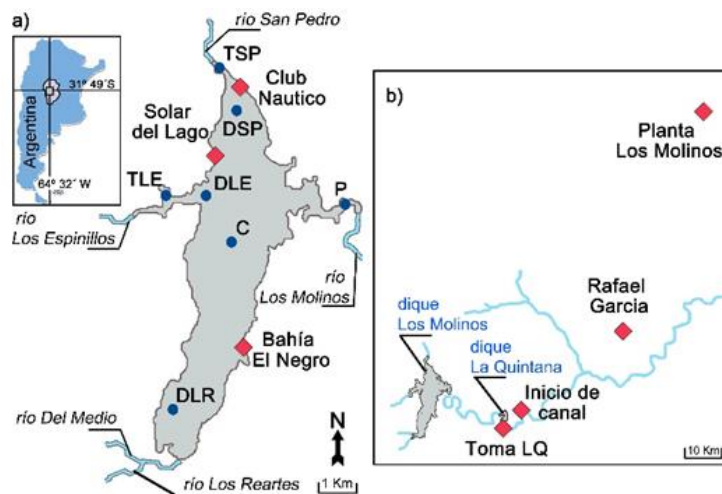 a)
Argentina
31º 49´S
64º 32´ W
río San Pedro
TSP
Club
Nautico
DSP
Solar
del Lago
TLE
DLE
P
río
Los Espinillos
C
río
Los Molinos
Bahía
El Negro
DLR
río Del Medio
río Los Reartes
N
1 Km
b)
Planta
Los Molinos
Rafael
Garcia
dique
Los Molinos
dique
La Quintana
Inicio de
canal
Toma LQ
10 Km